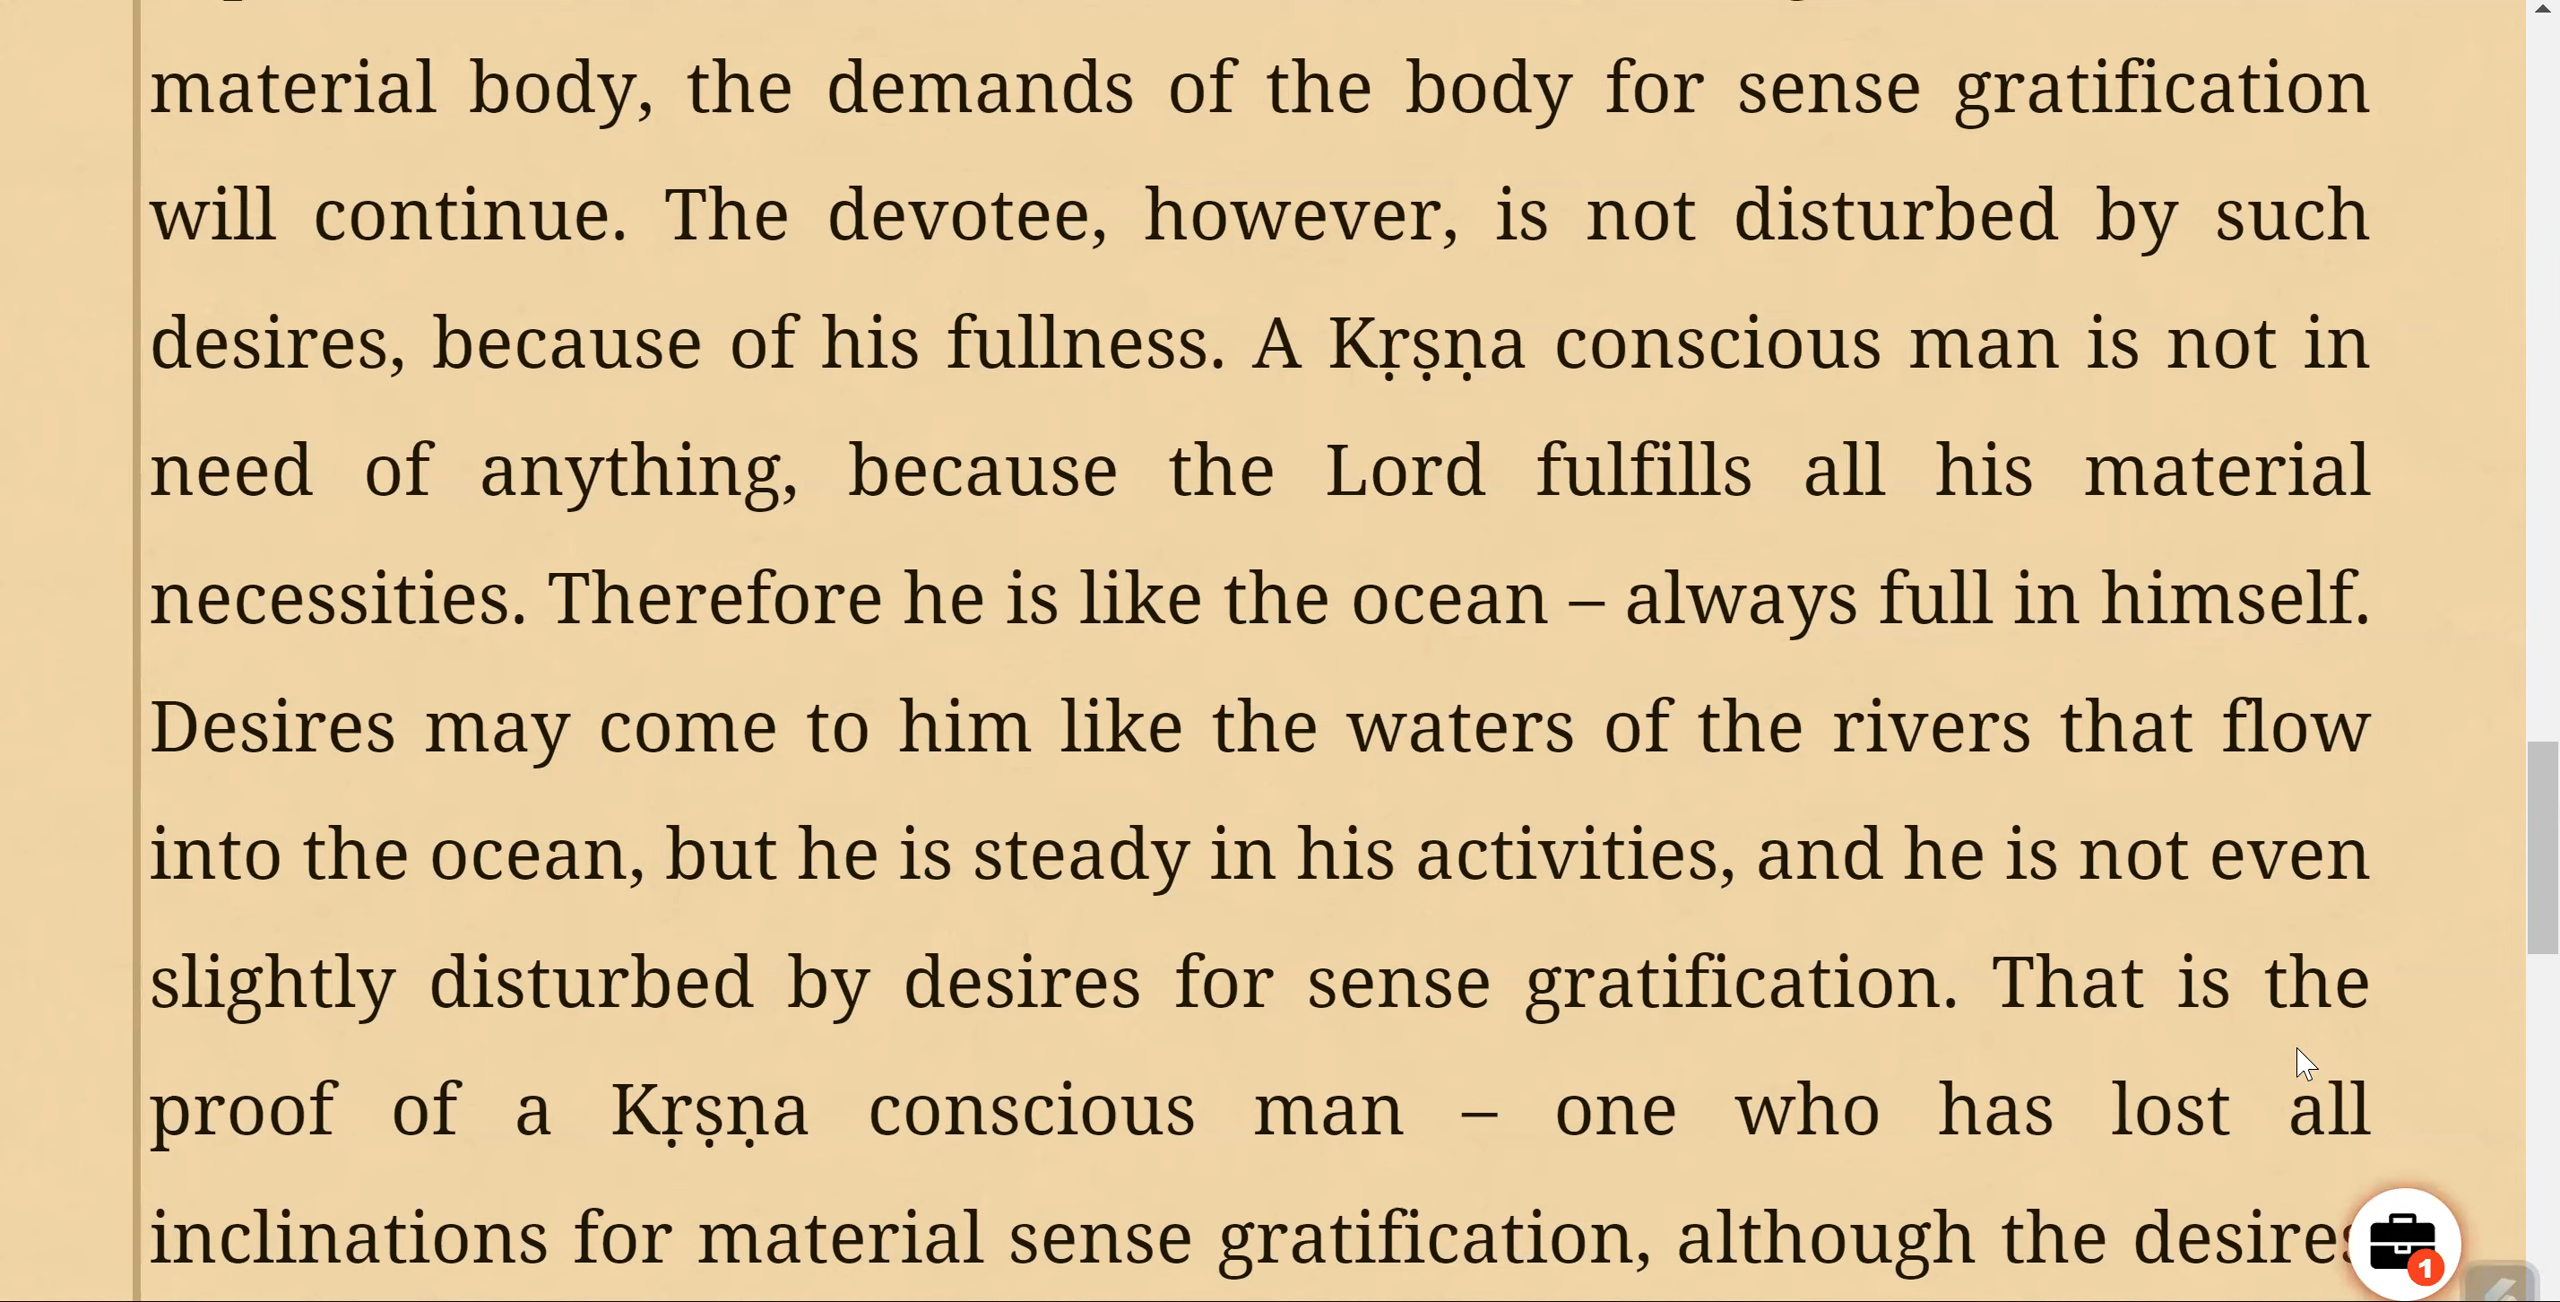 material body, the demands of the body for sense gratification
will continue. The devotee, however, is not disturbed by such
desires, because of his fullness. A Kṛṣṇa conscious man is not in
need of anything, because the Lord fulfills all his material
necessities. Therefore he is like the ocean – always full in himself.
Desires may come to him like the waters of the rivers that flow
into the ocean, but he is steady in his activities, and he is not even
slightly disturbed by desires for sense gratification. That is the
proof of a Kṛṣṇa conscious man – one who has lost all
inclinations for material sense gratification, although the desires
1